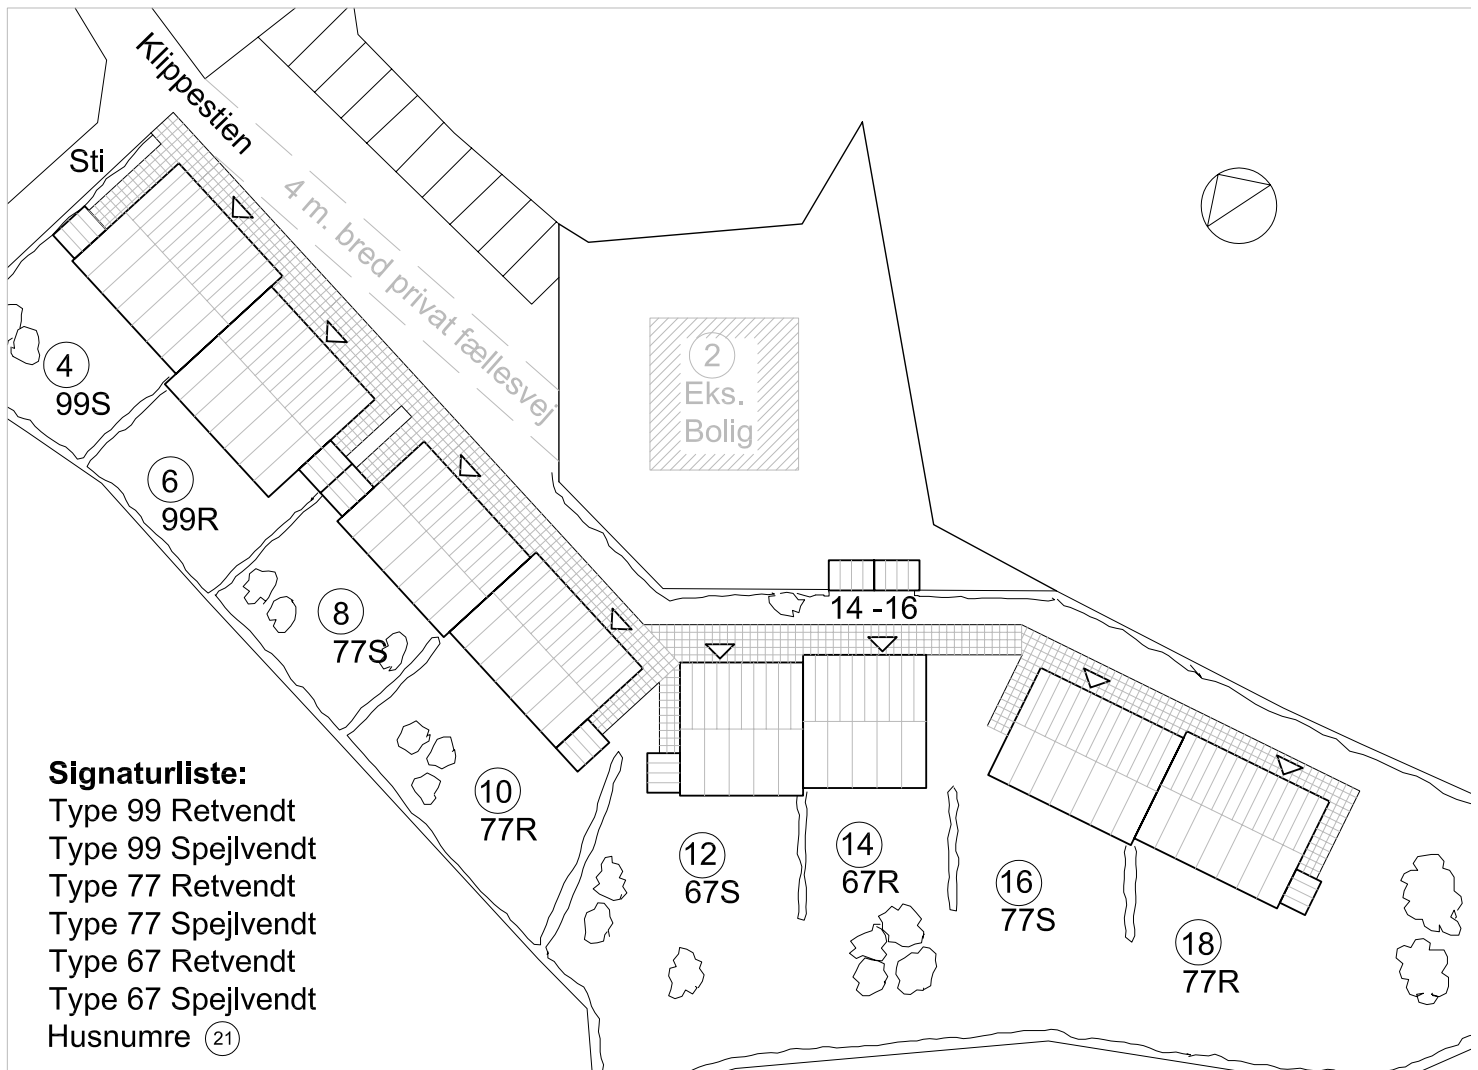 Klippestien
Sti
4 m. bred privat fællesvej
2
Eks.
Bolig
4
99S
6
99R
8
77S
10
77R
14 -16
12
67S
14
67R
16
77S
18
77R
Signaturliste:
Type 99 Retvendt
Type 99 Spejlvendt
Type 77 Retvendt
Type 77 Spejlvendt
Type 67 Retvendt
Type 67 Spejlvendt
Husnumre 21